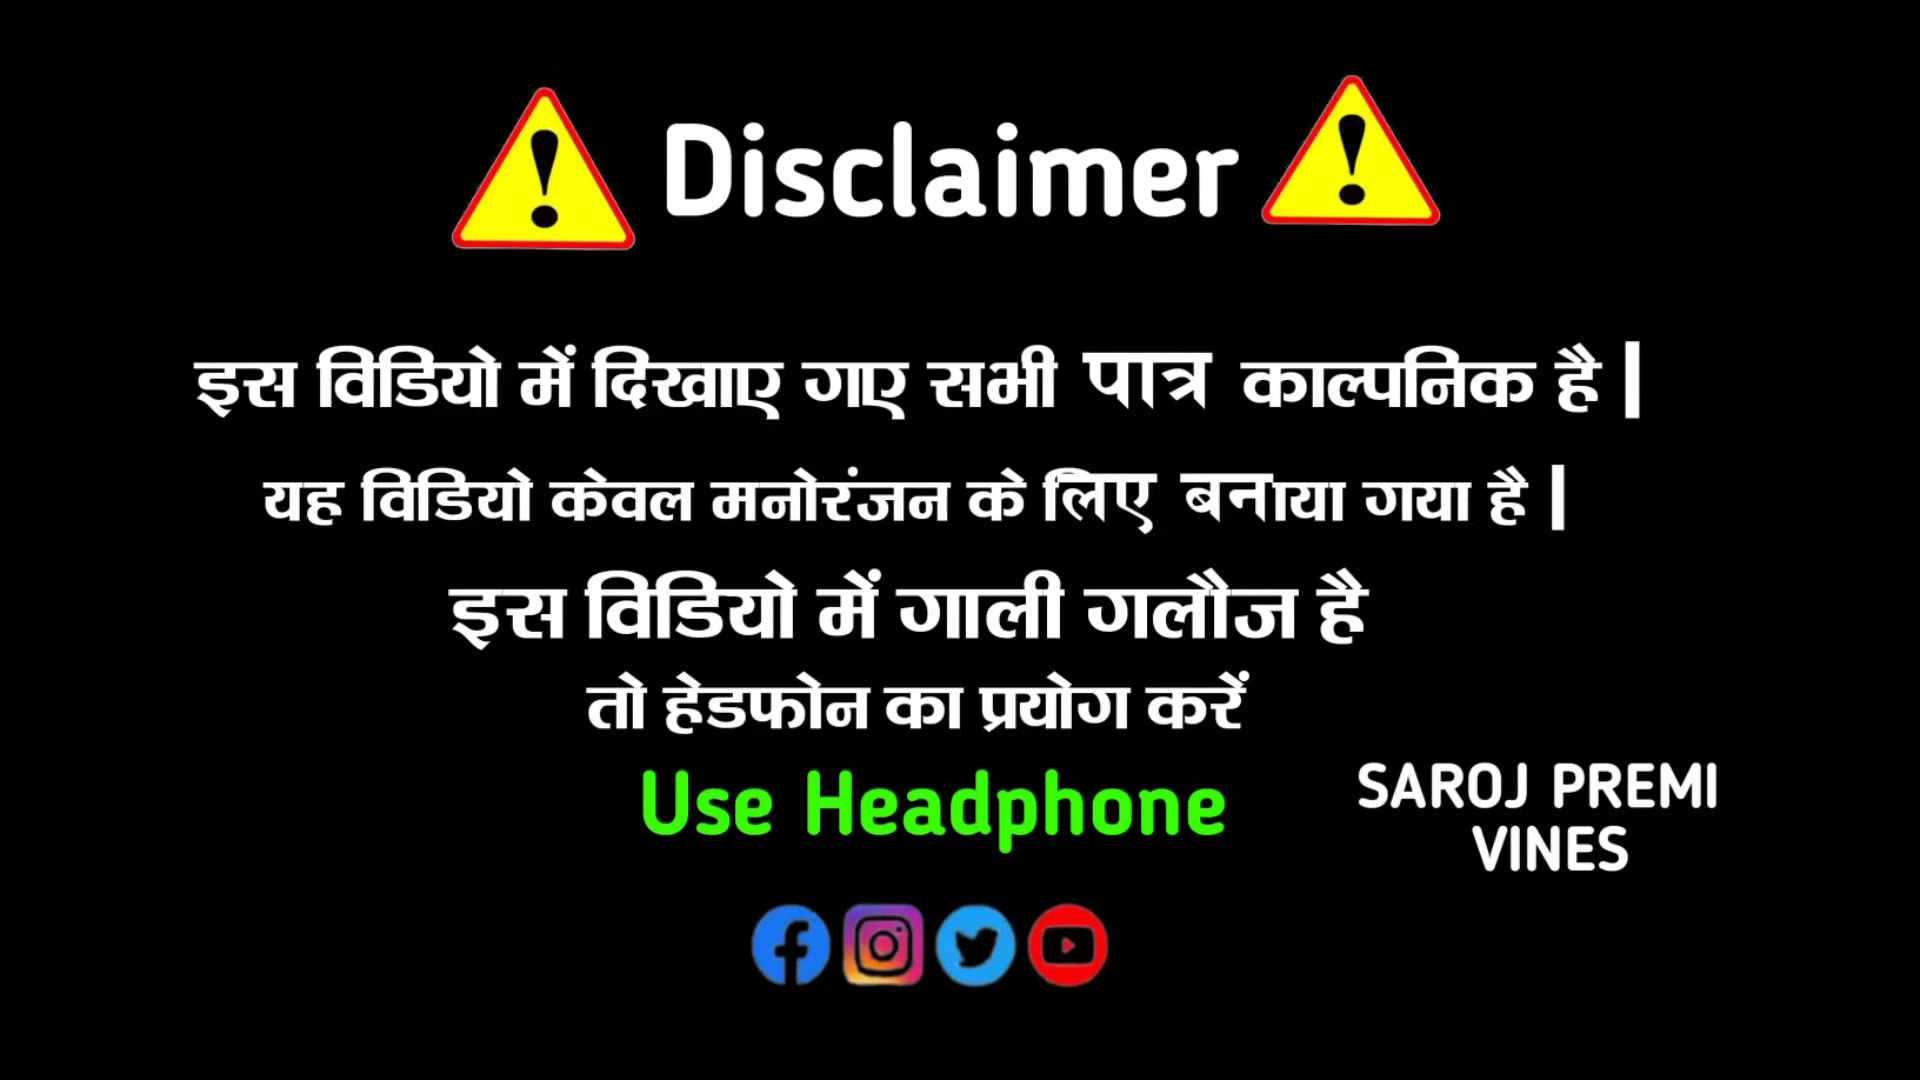 Disclaimer
इस विडियो में दिखाए गए सभी पात्र काल्पनिक है |
यह विडियो केवल मनोरंजन के लिए बनाया गया है |
इस विडियो में गाली गलौज है
तो हेडफोन का प्रयोग करें
Use Headphone
SAROJ PREMI
VINES